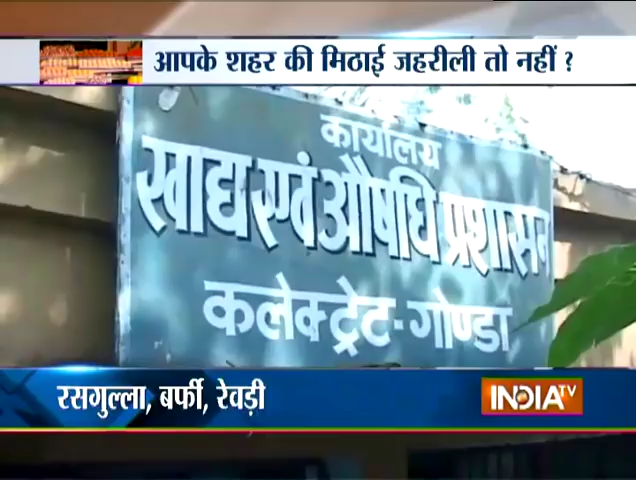 आपके शहर की मिठाई जहरीली तो नहीं ?
कार्यालय
खाद्य एवं औषधि प्रशासन
कलेक्ट्रेट-गोण्डा
रसगुल्ला, बर्फी, रेवड़ी
INDIA TV